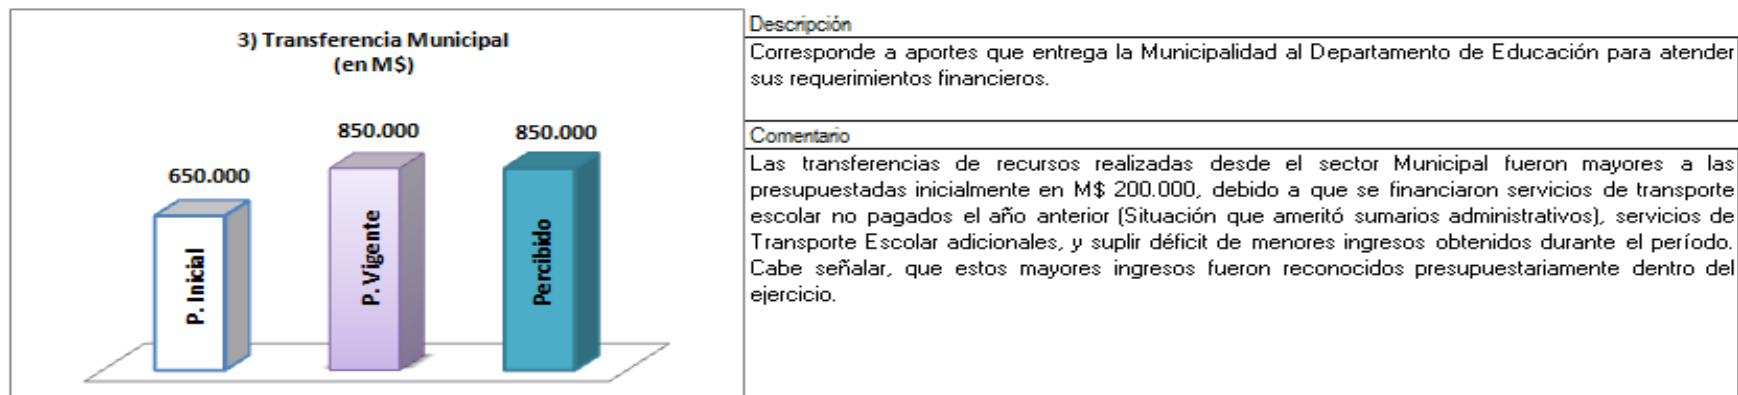 3) Transferencia Municipal
(en M$)
650.000
850.000
850.000
P. Inicial
P. Vigente
Percibido
Descripción
Corresponde a aportes que entrega la Municipalidad al Departamento de Educación para atender
sus requerimientos financieros.
Comentario
Las transferencias de recursos realizadas desde el sector Municipal fueron mayores a las
presupuestadas inicialmente en M$ 200.000, debido a que se financiaron servicios de transporte
escolar no pagados el año anterior (Situación que ameritó sumarios administrativos), servicios de
Transporte Escolar adicionales, y suplir déficit de menores ingresos obtenidos durante el período.
Cabe señalar, que estos mayores ingresos fueron reconocidos presupuestariamente dentro del
ejercicio.